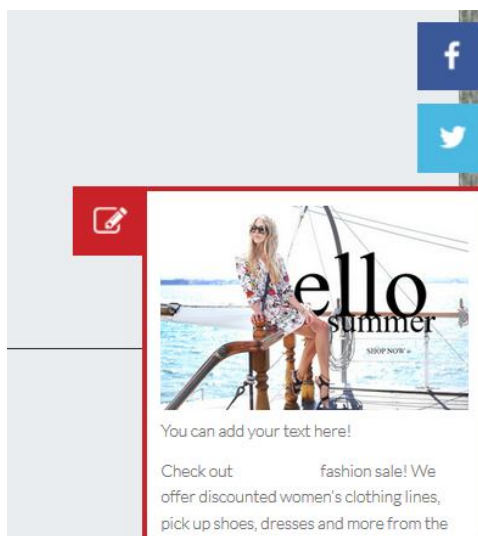 f
ello
summer
SHOP NOW »
You can add your text here!
Check out fashion sale! We
offer discounted women's clothing lines,
pick up shoes, dresses and more from the